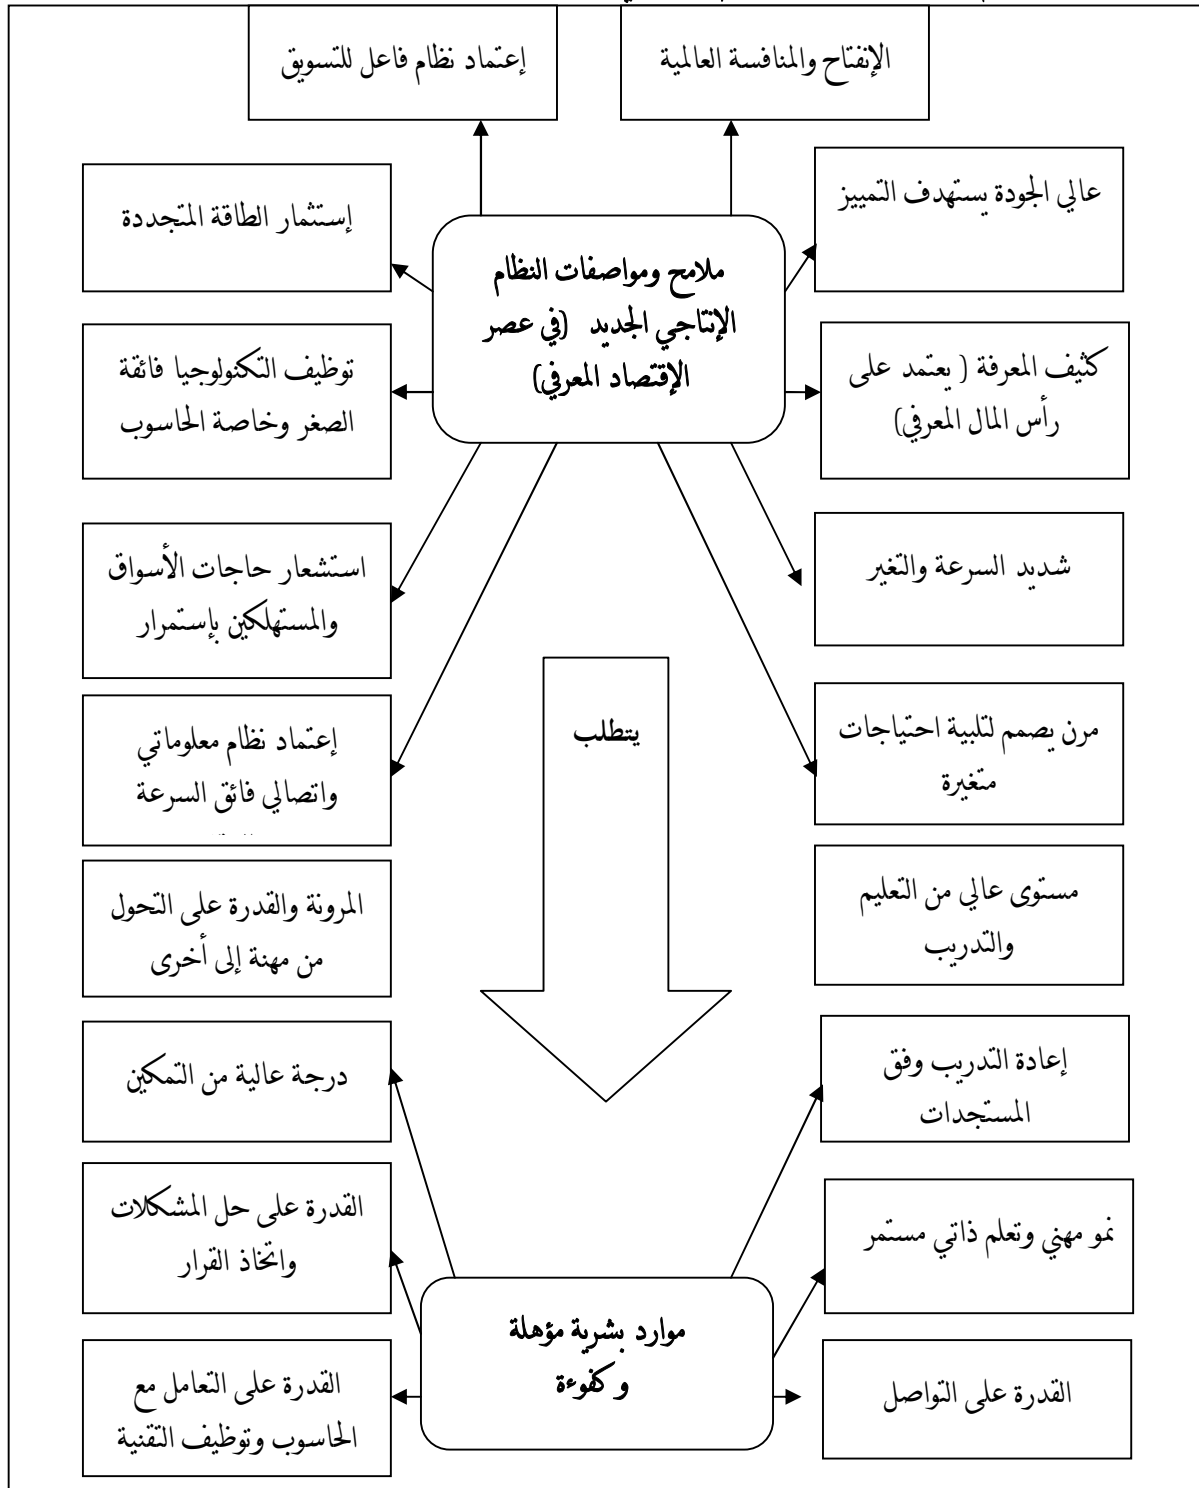 الإنفتاح والمنافسة العالمية
إعتماد نظام فاعل للتسويق
عالي الجودة يستهدف التمييز
إستثمار الطاقة المتجددة
ملامح ومواصفات النظام
الإنتاجي الجديد (في عصر
الإقتصاد المعرفي)
كثيف المعرفة ( يعتمد على
رأس المال المعرفي)
توظيف التكنولوجيا فائقة
الصغر وخاصة الحاسوب
شديد السرعة والتغير
استشعار حاجات الأسواق
والمستهلكين بإستمرار
مرن يصمم لتلبية احتياجات
متغيرة
إعتماد نظام معلوماتي
واتصالي فائق السرعة
يتطلب
مستوى عالي من التعليم
والتدريب
المرونة والقدرة على التحول
من مهنة إلى أخرى
إعادة التدريب وفق
المستجدات
درجة عالية من التمكين
نمو مهني وتعلم ذاتي مستمر
القدرة على حل المشكلات
واتخاذ القرار
موارد بشرية مؤهلة
وكفوءة
القدرة على التواصل
القدرة على التعامل مع
الحاسوب وتوظيف التقنية